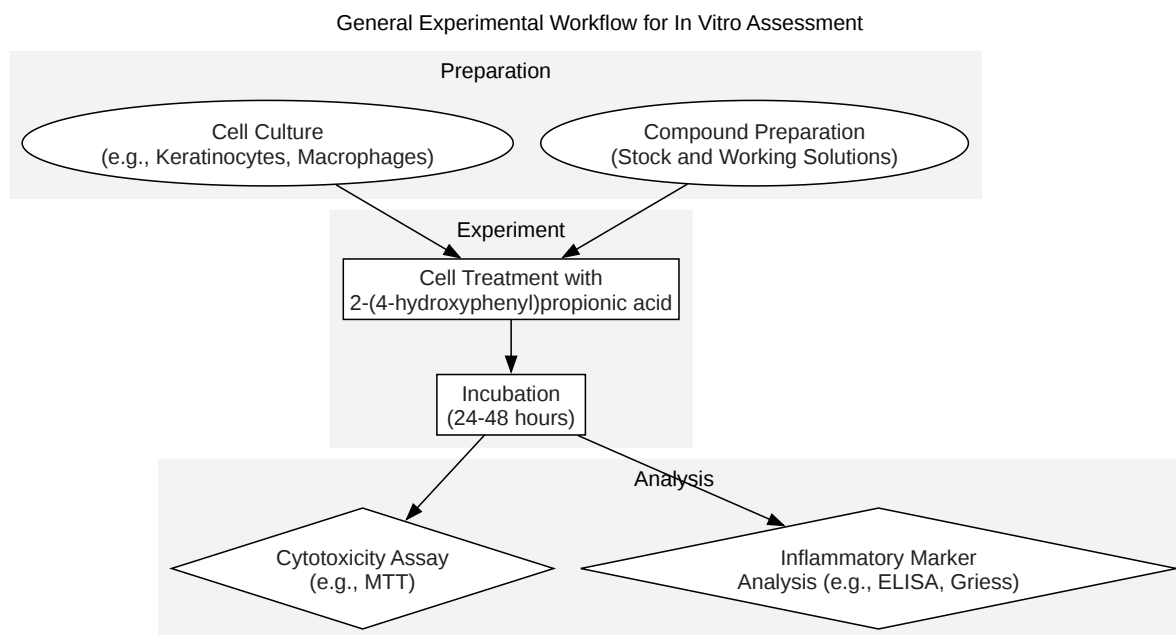 General Experimental Workflow for In Vitro Assessment
Preparation
Cell Culture
(e.g., Keratinocytes, Macrophages)
Compound Preparation
(Stock and Working Solutions)
Experiment
Cell Treatment with
2-(4-hydroxyphenyl)propionic acid
Incubation
(24-48 hours)
Analysis
Cytotoxicity Assay
(e.g., MTT)
Inflammatory Marker
Analysis (e.g., ELISA, Griess)